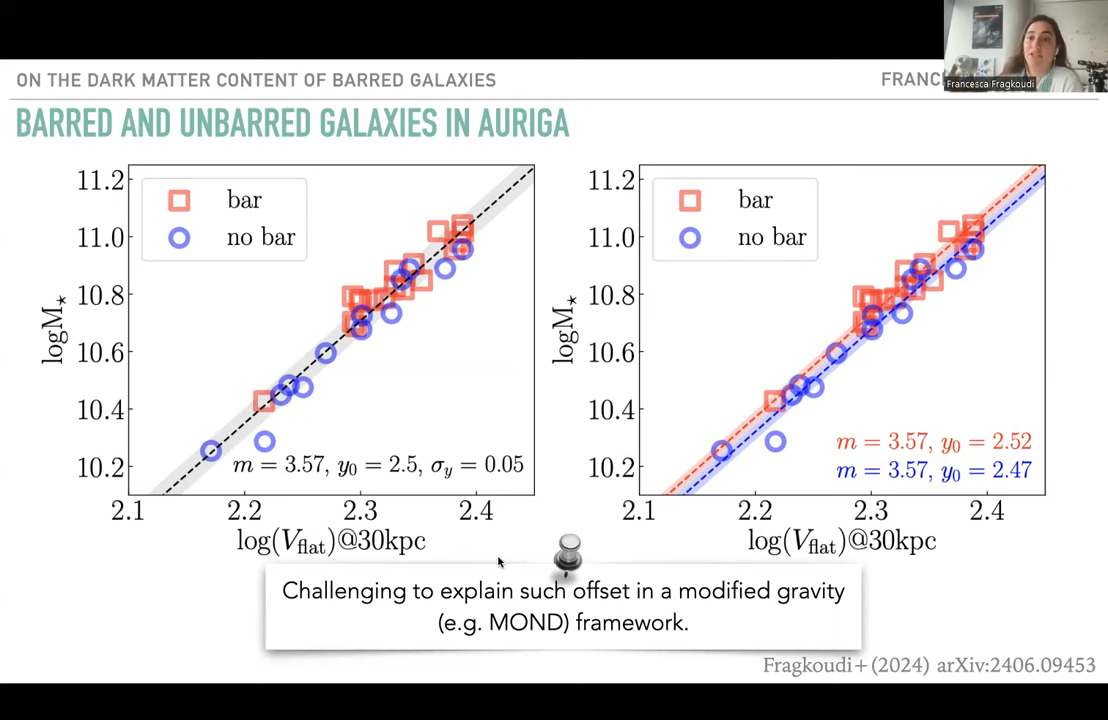 ON THE DARK MATTER CONTENT OF BARRED GALAXIES
FRANC
Francesca Fragkoudi
BARRED AND UNBARRED GALAXIES IN AURIGA
11.2
11.0
10.8
10.6
10.4
10.2
logM⋆
bar
no bar
m = 3.57, y₀ = 2.5, σᵧ = 0.05
2.1 2.2 2.3 2.4
log(V_flat)@30kpc
11.2
11.0
10.8
10.6
10.4
10.2
logM⋆
bar
no bar
m = 3.57, y₀ = 2.52
m = 3.57, y₀ = 2.47
2.1 2.2 2.3 2.4
log(V_flat)@30kpc
Challenging to explain such offset in a modified gravity
(e.g. MOND) framework.
Fragkoudi+(2024) arXiv:2406.09453